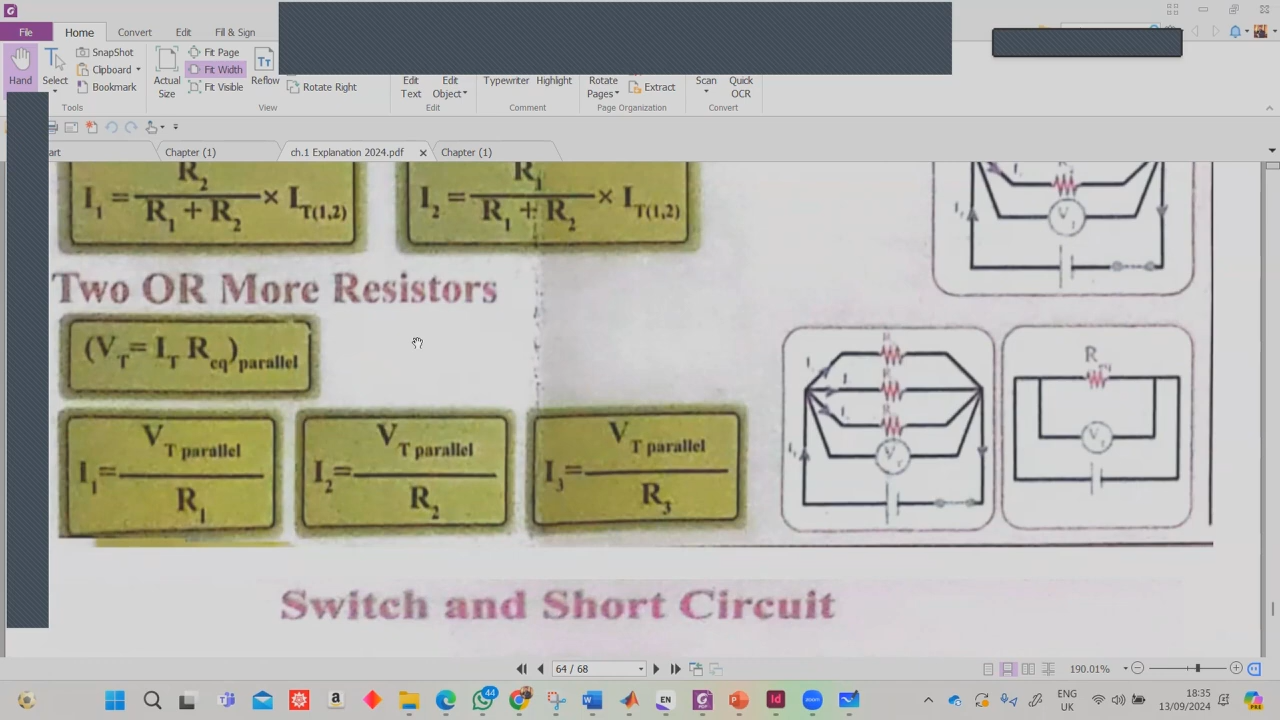 File Home Convert Edit Fill & Sign
SnapShot Fit Page
Hand Select Clipboard Actual Size Fit Width Reflow Edit Text Edit Object Typewriter Highlight Rotate Pages Extract Scan Quick OCR
Bookmark Fit Visible Rotate Right
Tools View Edit Comment Page Organization Convert
art Chapter (1) ch.1 Explanation 2024.pdf Chapter (1)
I1 = R2 / R1 + R2 × IT(1,2) I2 = R1 / R1 + R2 × IT(1,2)
V
Two OR More Resistors
(VT = IT Req)parallel
I1 = VT parallel / R1 I2 = VT parallel / R2 I3 = VT parallel / R3
R
Switch and Short Circuit
64 / 68 190.01%
44 EN ENG UK 18:35 13/09/2024